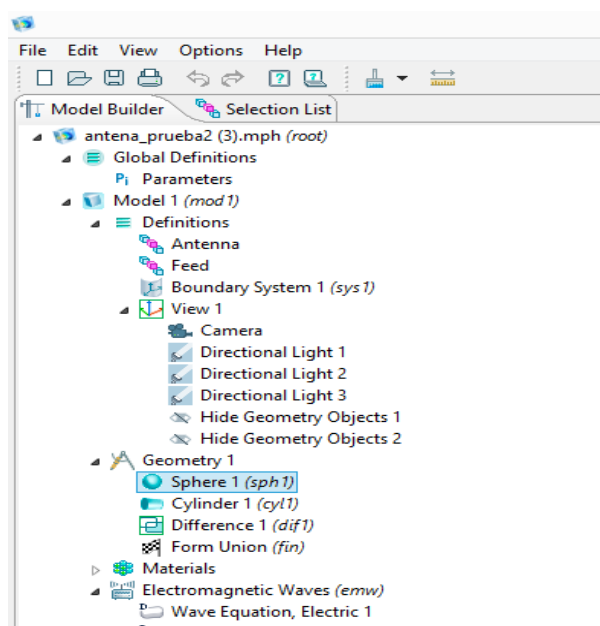 File Edit View Options Help
Model Builder Selection List
antena_prueba2 (3).mph (root)
Global Definitions
Pi Parameters
Model 1 (mod1)
Definitions
Antenna
Feed
Boundary System 1 (sys1)
View 1
Camera
Directional Light 1
Directional Light 2
Directional Light 3
Hide Geometry Objects 1
Hide Geometry Objects 2
Geometry 1
Sphere 1 (sph1)
Cylinder 1 (cyl1)
Difference 1 (dif1)
Form Union (fin)
Materials
Electromagnetic Waves (emw)
Wave Equation, Electric 1